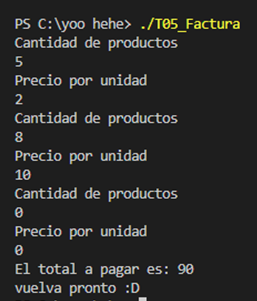 PS C:\yoo hehe> ./T05_Factura
Cantidad de productos
5
Precio por unidad
2
Cantidad de productos
8
Precio por unidad
10
Cantidad de productos
0
Precio por unidad
0
El total a pagar es: 90
vuelva pronto :D